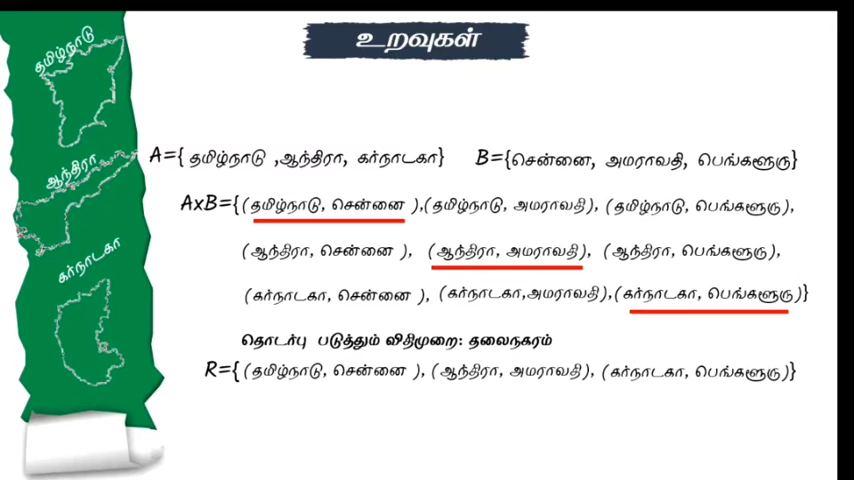 உறவுகள்
தமிழ்நாடு
ஆந்திரா
கர்நாடகா
A={ தமிழ்நாடு ,ஆந்திரா, கர்நாடகா} B={சென்னை, அமராவதி, பெங்களூரு}
AxB={(தமிழ்நாடு, சென்னை ),(தமிழ்நாடு, அமராவதி), (தமிழ்நாடு, பெங்களூரு),
(ஆந்திரா, சென்னை ), (ஆந்திரா, அமராவதி), (ஆந்திரா, பெங்களூரு),
(கர்நாடகா, சென்னை ), (கர்நாடகா,அமராவதி),(கர்நாடகா, பெங்களூரு)}
தொடர்பு படுத்தும் விதிமுறை: தலைநகரம்
R={(தமிழ்நாடு, சென்னை ), (ஆந்திரா, அமராவதி), (கர்நாடகா, பெங்களூரு)}